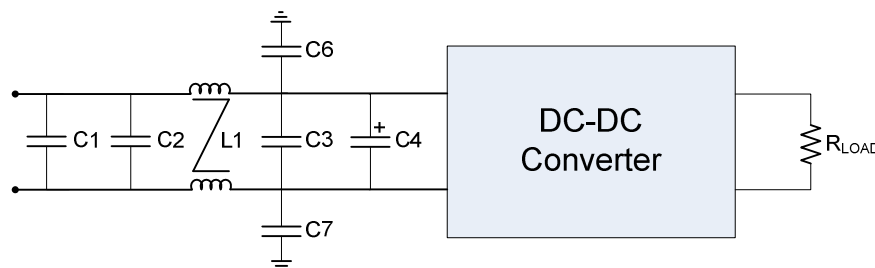 C6
C1
C2
L1
C3
+
C4
DC-DC
Converter
RLOAD
C7